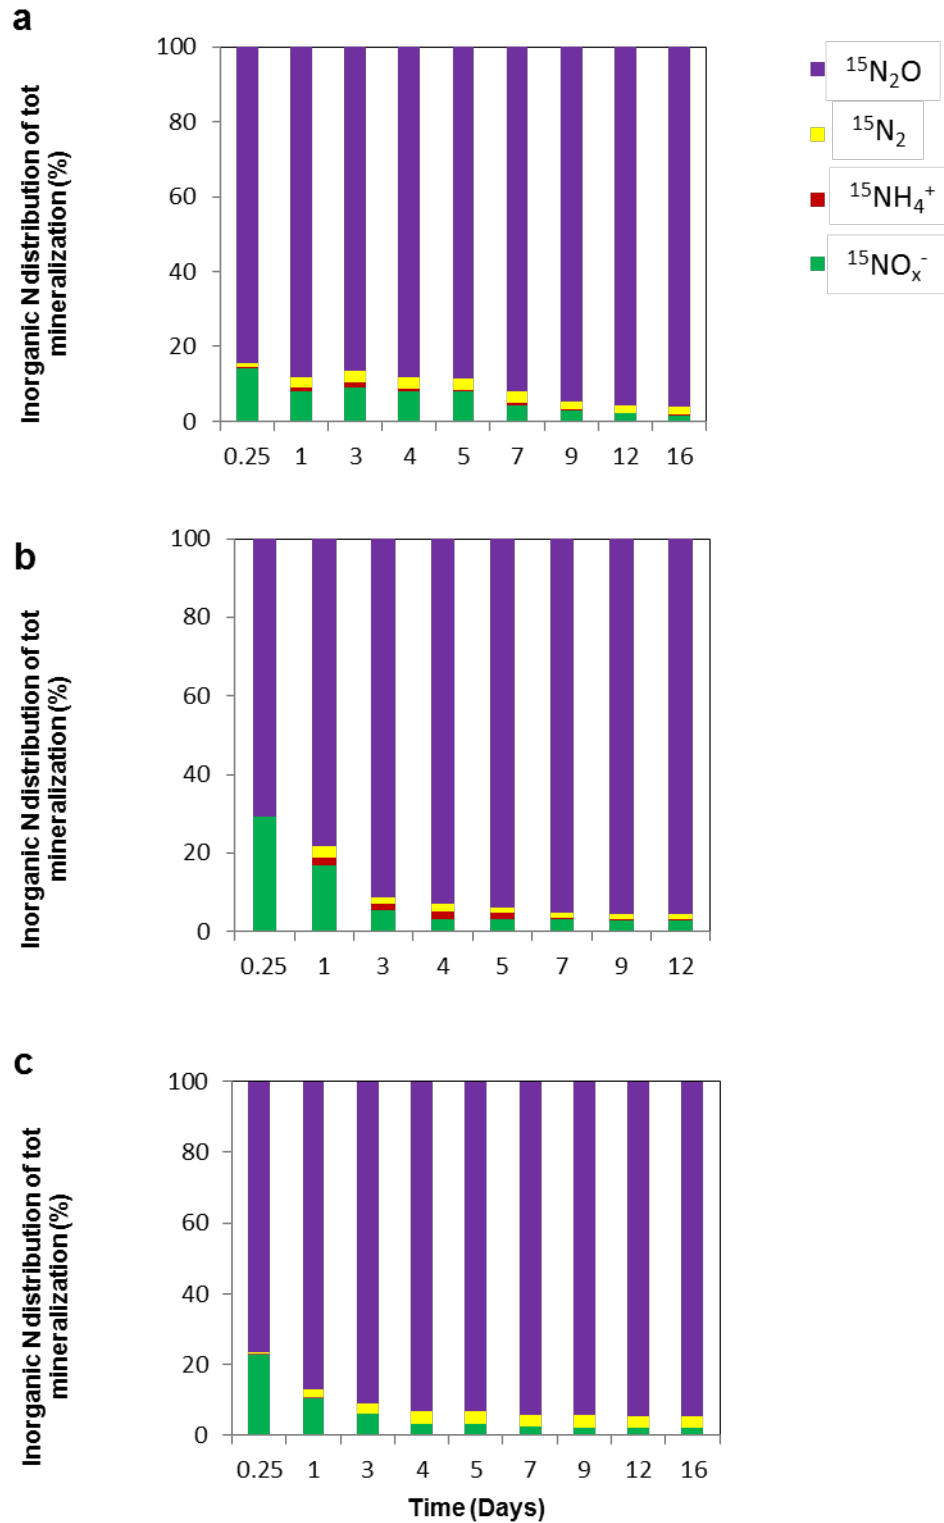 a
Inorganic N distribution of tot
mineralization (%)
100
80
60
40
20
0
0.25 1 3 4 5 7 9 12 16
¹⁵N₂O
¹⁵N₂
¹⁵NH₄⁺
¹⁵NOₓ⁻
b
Inorganic N distribution of tot
mineralization (%)
100
80
60
40
20
0
0.25 1 3 4 5 7 9 12
c
Inorganic N distribution of tot
mineralization (%)
100
80
60
40
20
0
0.25 1 3 4 5 7 9 12 16
Time (Days)